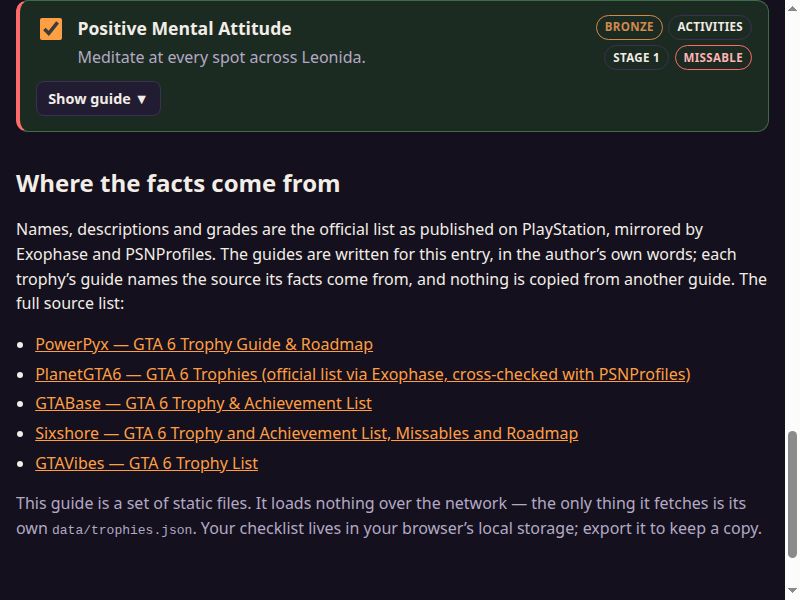 Positive Mental Attitude
BRONZE
ACTIVITIES
Meditate at every spot across Leonida.
STAGE 1
MISSABLE
Show guide ▼
Where the facts come from
Names, descriptions and grades are the official list as published on PlayStation, mirrored by
Exophase and PSNProfiles. The guides are written for this entry, in the author’s own words; each
trophy’s guide names the source its facts come from, and nothing is copied from another guide. The
full source list:
PowerPyx — GTA 6 Trophy Guide & Roadmap
PlanetGTA6 — GTA 6 Trophies (official list via Exophase, cross-checked with PSNProfiles)
GTABase — GTA 6 Trophy & Achievement List
Sixshore — GTA 6 Trophy and Achievement List, Missables and Roadmap
GTAVibes — GTA 6 Trophy List
This guide is a set of static files. It loads nothing over the network — the only thing it fetches is its
own data/trophies.json. Your checklist lives in your browser’s local storage; export it to keep a copy.